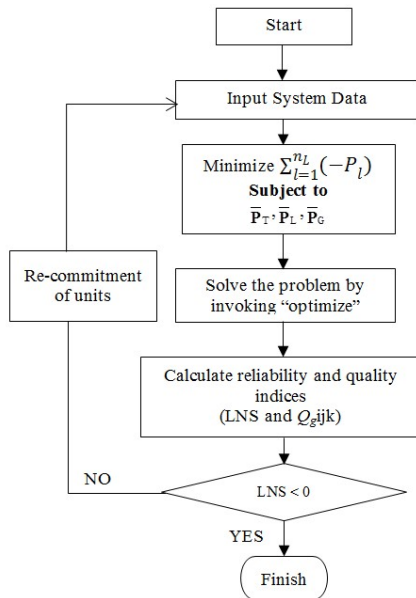 Start
Input System Data
Minimize ∑_{l=1}^{n_L}(−P_l)
Subject to
P̅_T, P̅_L, P̅_G
Re-commitment
of units
Solve the problem by
invoking “optimize”
Calculate reliability and quality
indices
(LNS and Q_gijk)
NO
LNS < 0
YES
Finish